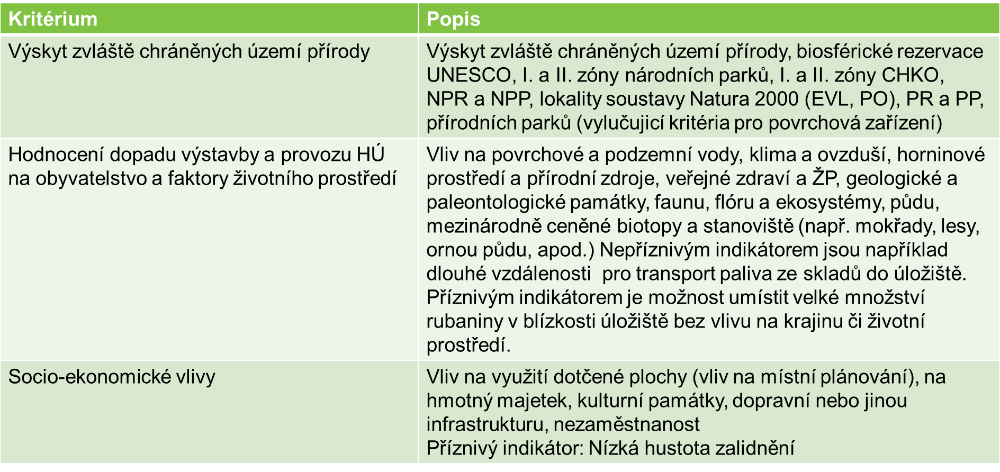 Kritérium
Popis
Výskyt zvláště chráněných území přírody
Výskyt zvláště chráněných území přírody, biosférické rezervace
UNESCO, I. a II. zóny národních parků, I. a II. zóny CHKO,
NPR a NPP, lokality soustavy Natura 2000 (EVL, PO), PR a PP,
přírodních parků (vylučujicí kritéria pro povrchová zařízení)
Hodnocení dopadu výstavby a provozu HÚ
na obyvatelstvo a faktory životního prostředí
Vliv na povrchové a podzemní vody, klima a ovzduší, horninové
prostředí a přírodní zdroje, veřejné zdraví a ŽP, geologické a
paleontologické památky, faunu, flóru a ekosystémy, půdu,
mezinárodně ceněné biotopy a stanoviště (např. mokřady, lesy,
ornou půdu, apod.) Nepříznivým indikátorem jsou například
dlouhé vzdálenosti  pro transport paliva ze skladů do úložiště.
Příznivým indikátorem je možnost umístit velké množství
rubaniny v blízkosti úložiště bez vlivu na krajinu či životní
prostředí.
Socio-ekonomické vlivy
Vliv na využití dotčené plochy (vliv na místní plánování), na
hmotný majetek, kulturní památky, dopravní nebo jinou
infrastrukturu, nezaměstnanost
Příznivý indikátor: Nízká hustota zalidnění